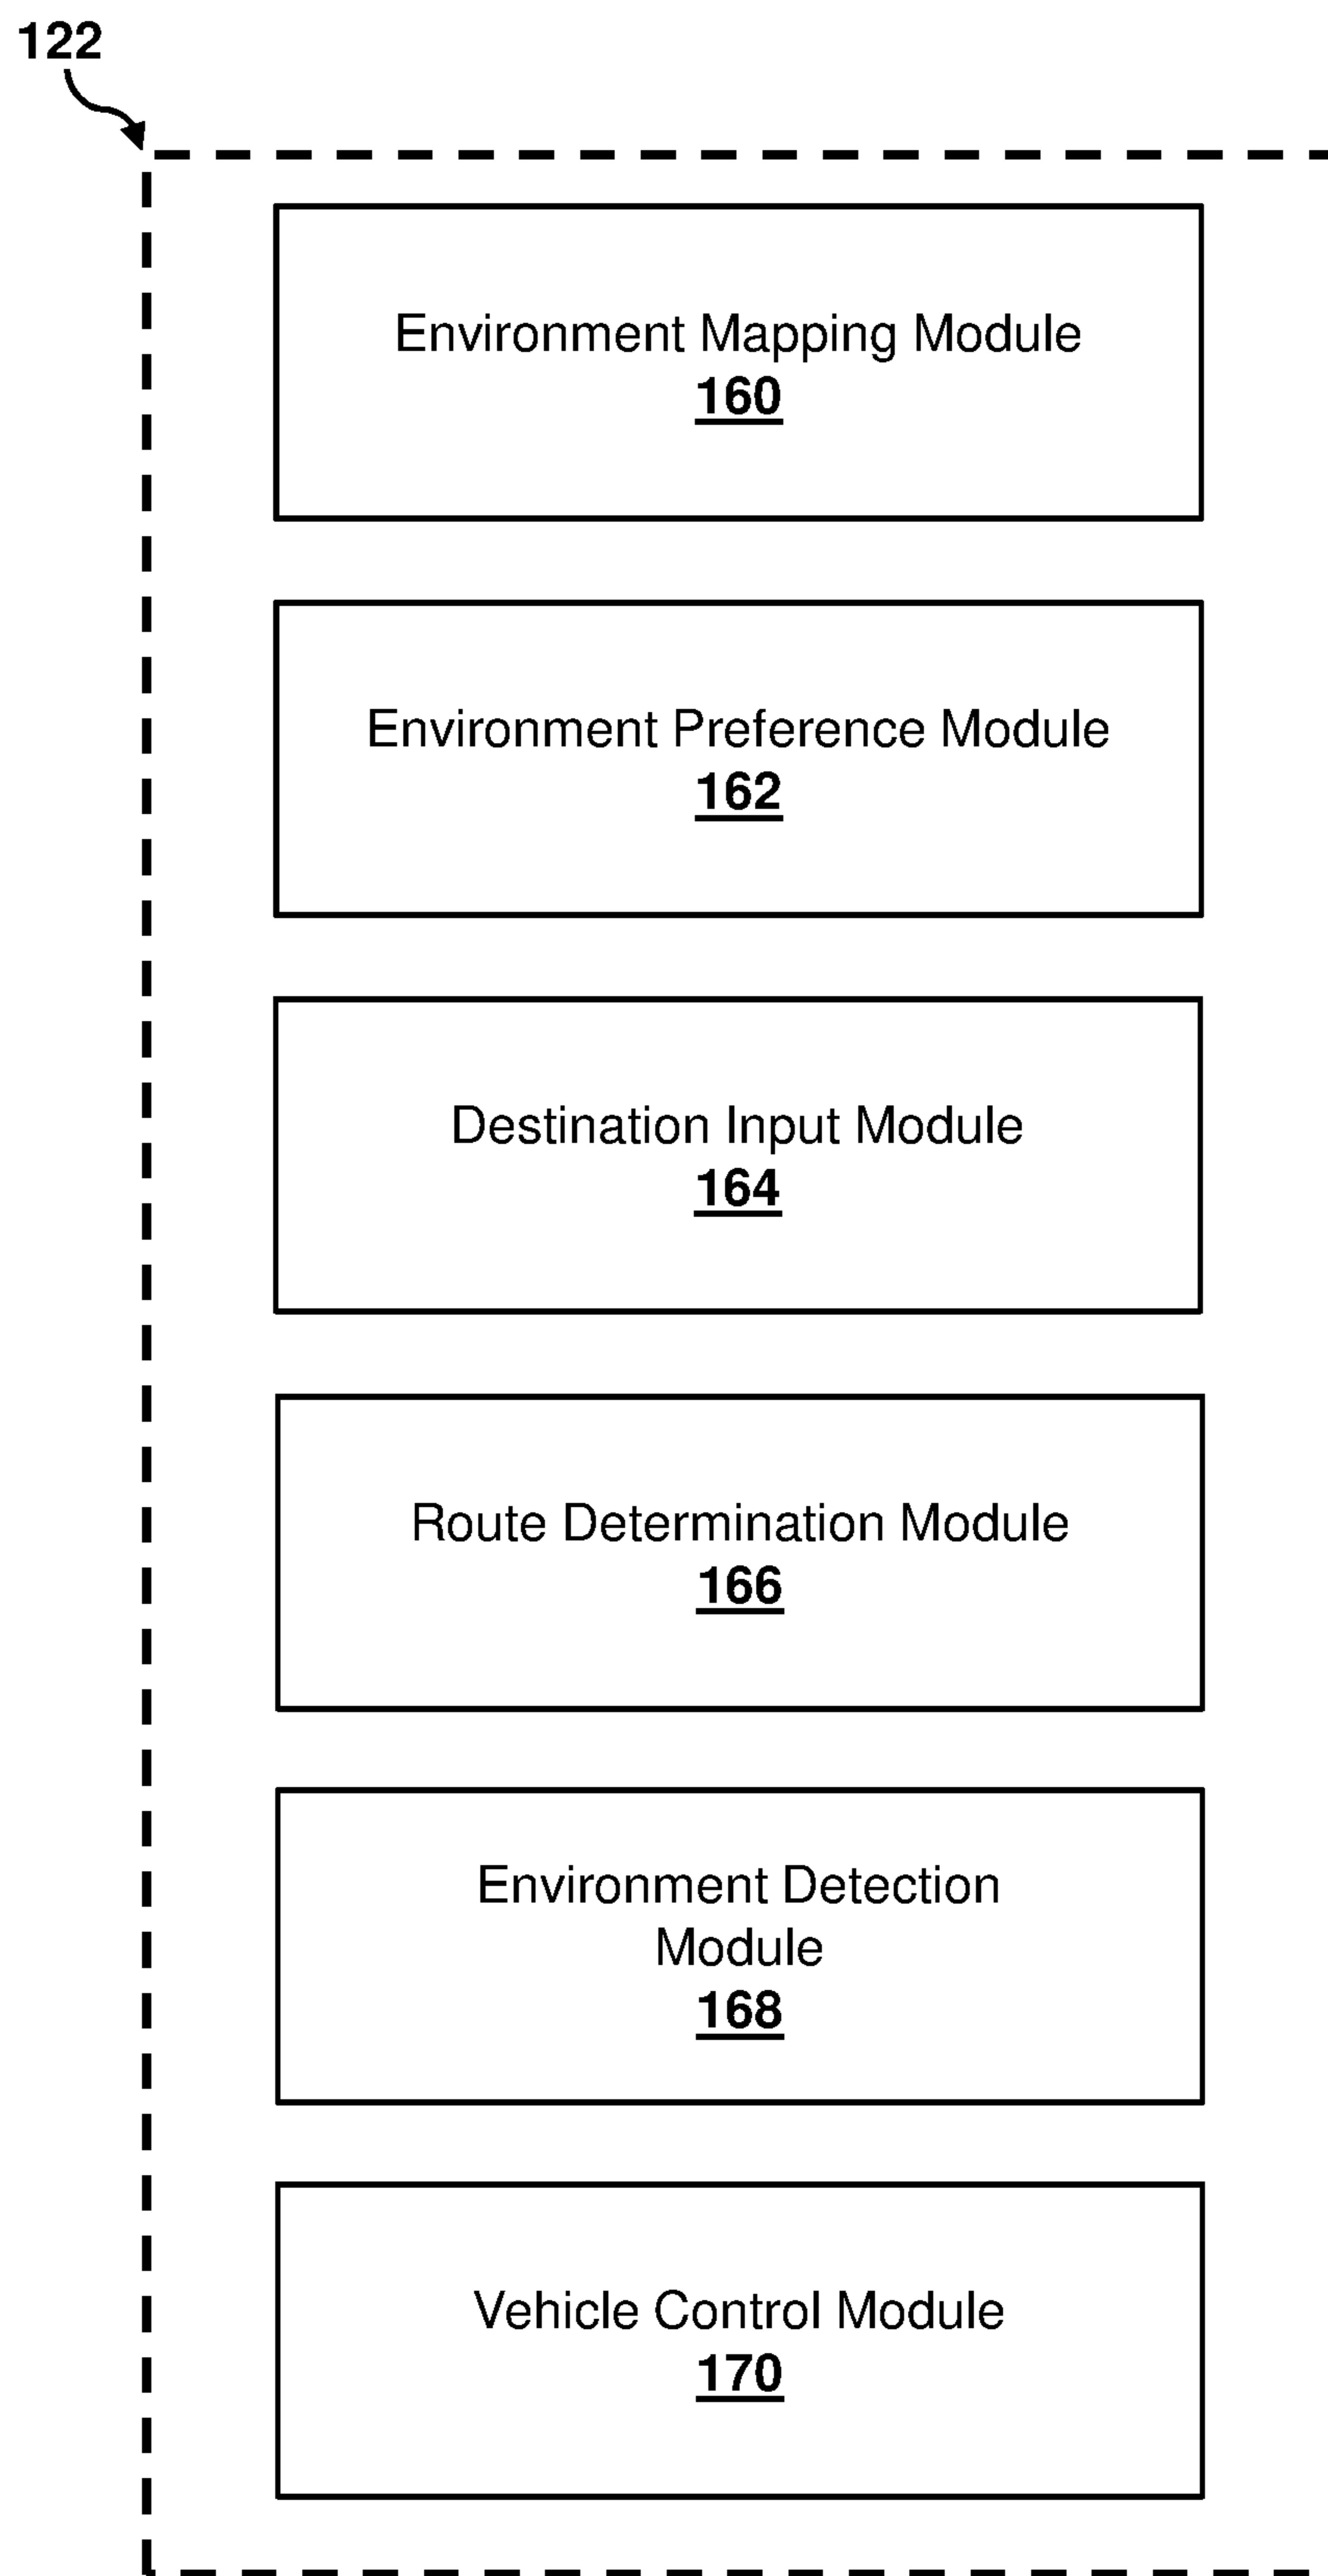 122
Environment Mapping Module
160
Environment Preference Module
162
Destination Input Module
164
Route Determination Module
166
Environment Detection
Module
168
Vehicle Control Module
170